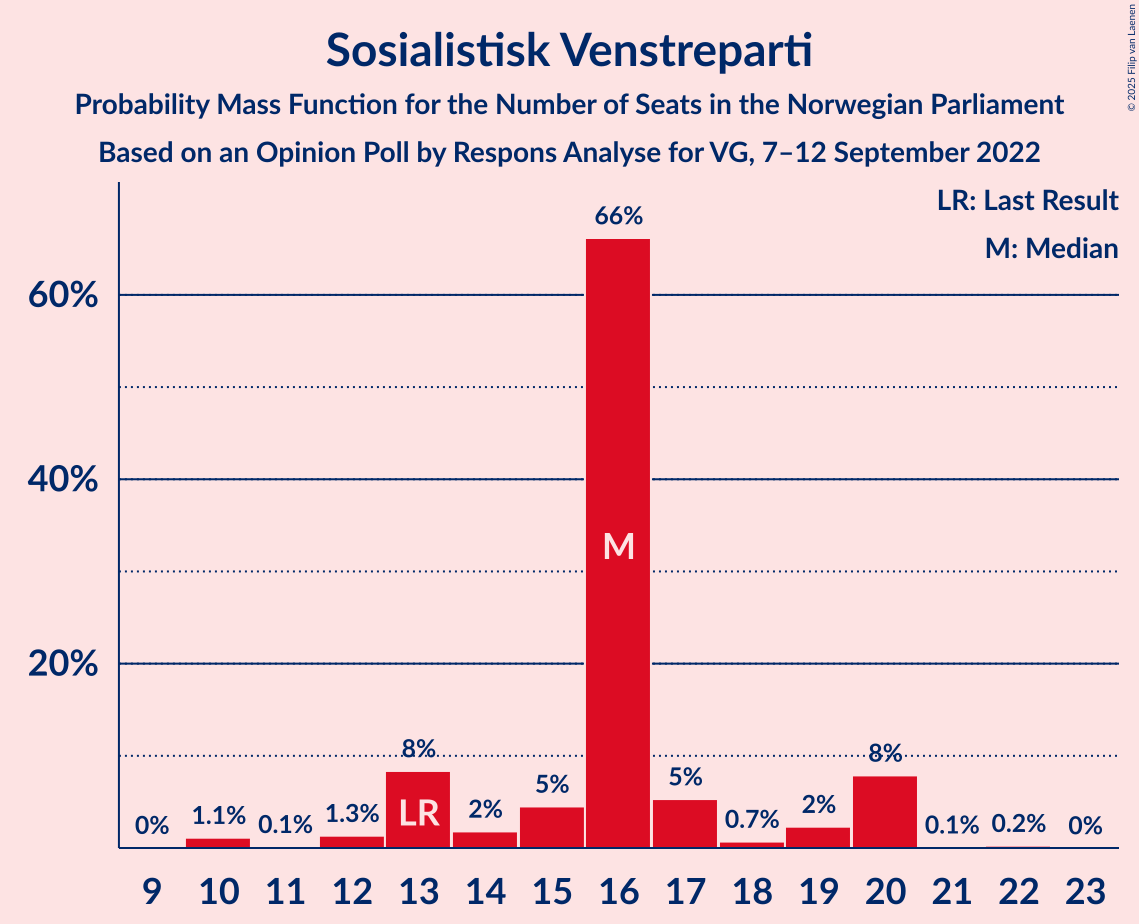 Sosialistisk Venstreparti
Probability Mass Function for the Number of Seats in the Norwegian Parliament
Based on an Opinion Poll by Respons Analyse for VG, 7–12 September 2022
© 2025 Filip van Laenen
LR: Last Result
M: Median
60%
40%
20%
0%
1.1%
0.1%
1.3%
8%
2%
5%
66%
5%
0.7%
2%
8%
0.1%
0.2%
0%
LR
M
9 10 11 12 13 14 15 16 17 18 19 20 21 22 23